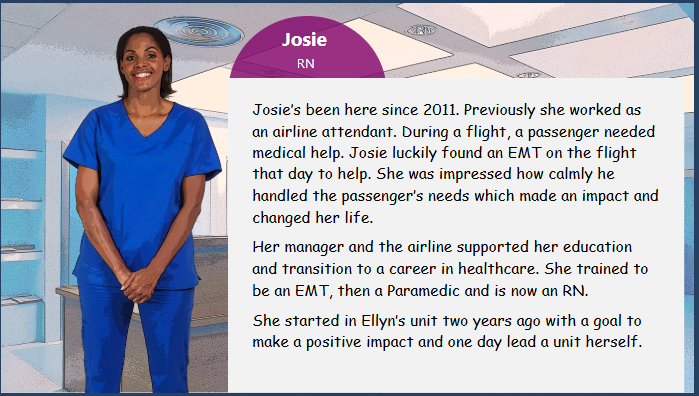 Josie
RN
Josie's been here since 2011. Previously she worked as
an airline attendant. During a flight, a passenger needed
medical help. Josie luckily found an EMT on the flight
that day to help. She was impressed how calmly he
handled the passenger's needs which made an impact and
changed her life.
Her manager and the airline supported her education
and transition to a career in healthcare. She trained to
be an EMT, then a Paramedic and is now an RN.
She started in Ellyn's unit two years ago with a goal to
make a positive impact and one day lead a unit herself.